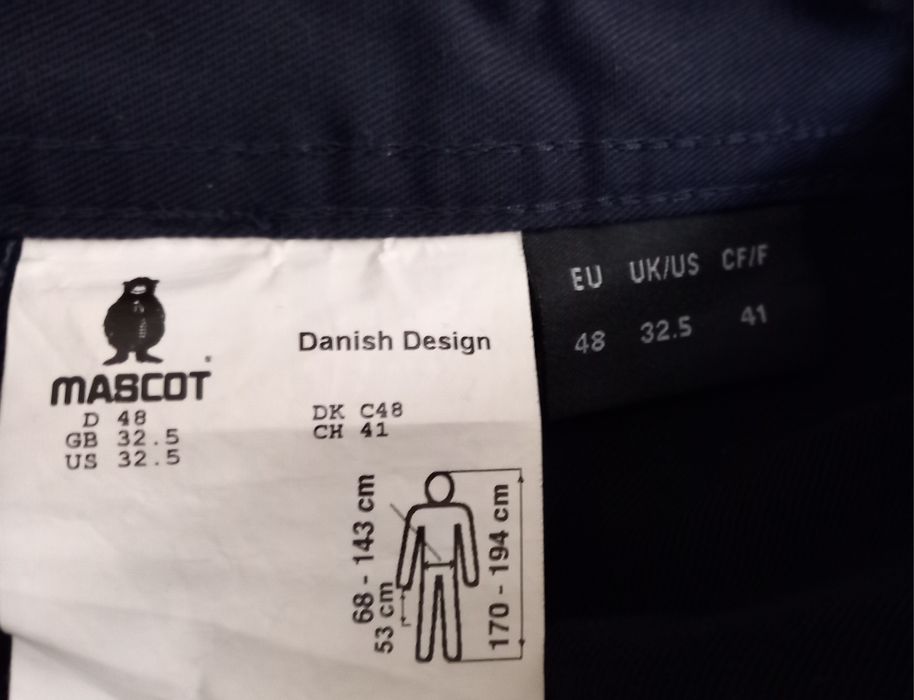 MASCOT
Danish Design
D 48
GB 32.5
US 32.5
DK C48
CH 41
68 - 143 cm
53 cm
170 - 194 cm
EU UK/US CF/F
48 32.5 41